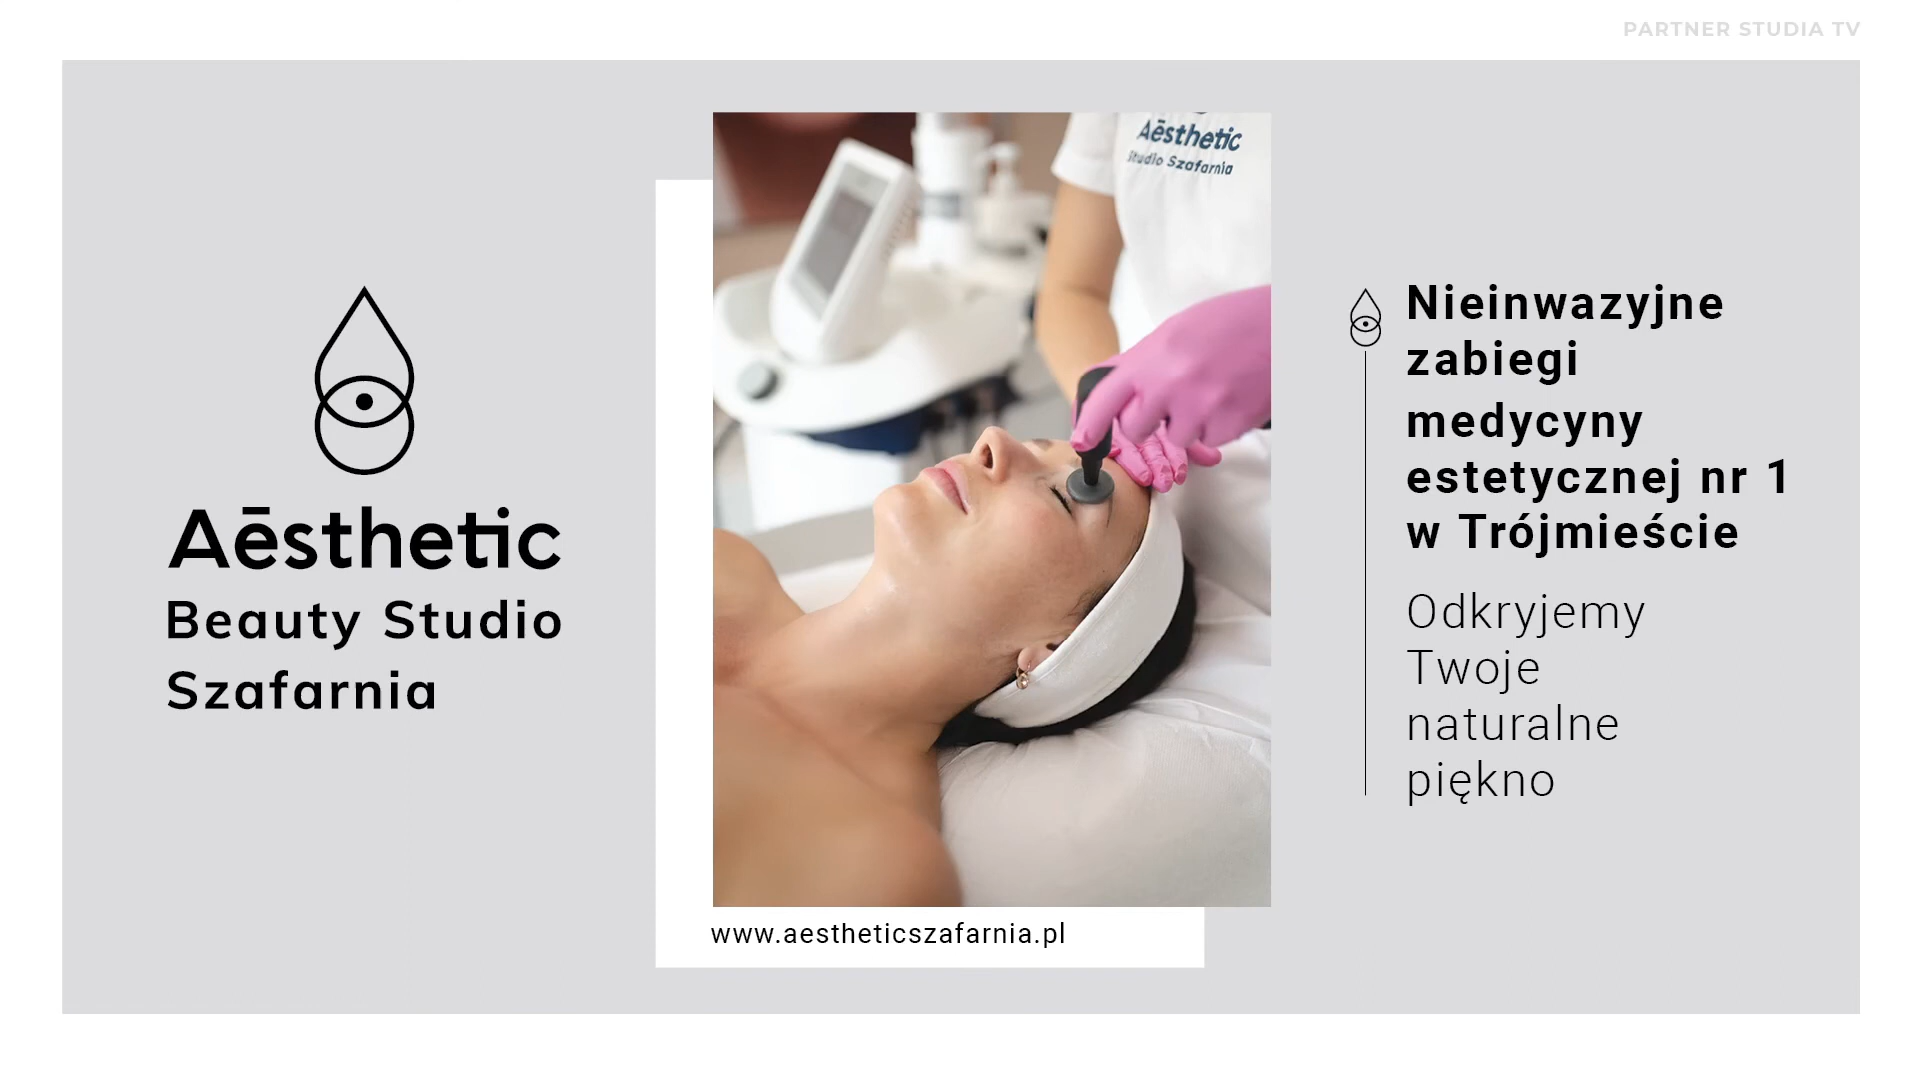 PARTNER STUDIA TV
Aēsthetic
Beauty Studio
Szafarnia
Aēsthetic
Studio Szafarnia
www.aestheticszafarnia.pl
Nieinwazyjne
zabiegi
medycyny
estetycznej nr 1
w Trójmieście
Odkryjemy
Twoje
naturalne
piękno